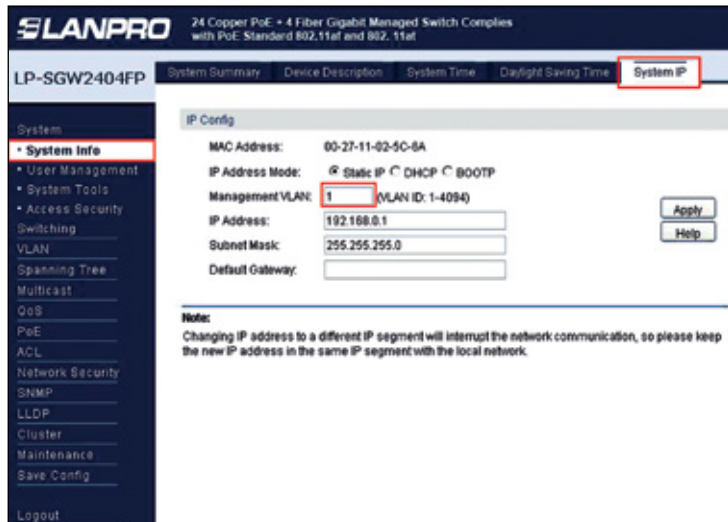 LANPRO
24 Copper PoE + 4 Fiber Gigabit Managed Switch Complies
with PoE Standard 802.11af and 802. 11at
LP-SGW2404FP
System Summary
Device Description
System Time
Daylight Saving Time
System IP
System
• System Info
• User Management
• System Tools
• Access Security
Switching
VLAN
Spanning Tree
Multicast
QoS
PoE
ACL
Network Security
SNMP
LLDP
Cluster
Maintenance
Save Config
Logout
IP Config
MAC Address: 00-27-11-02-5C-6A
IP Address Mode: Static IP DHCP BOOTP
Management VLAN: 1 (VLAN ID: 1-4094)
IP Address: 192.168.0.1
Subnet Mask: 255.255.255.0
Default Gateway:
Apply
Help
Note:
Changing IP address to a different IP segment will interrupt the network communication, so please keep
the new IP address in the same IP segment with the local network.